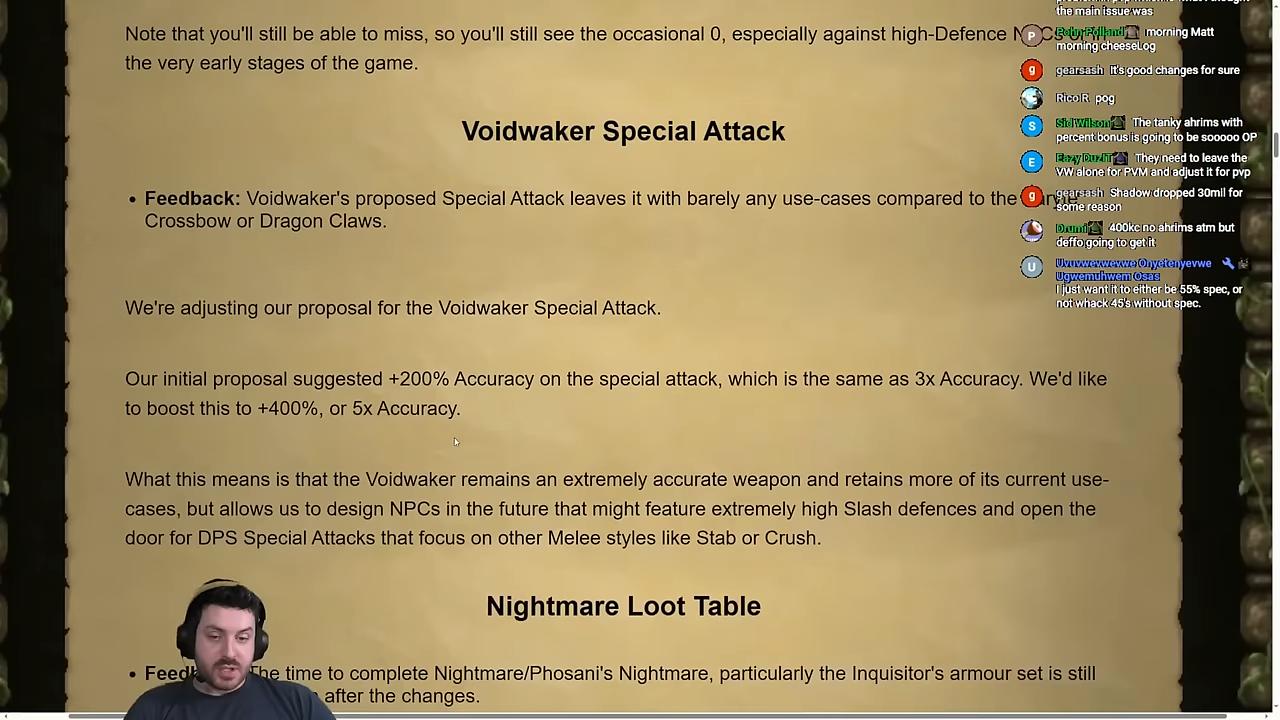 Note that you'll still be able to miss, so you'll still see the occasional 0, especially against high-Defence
the very early stages of the game.
Voidwaker Special Attack
• Feedback: Voidwaker's proposed Special Attack leaves it with barely any use-cases compared to the
Crossbow or Dragon Claws.
We're adjusting our proposal for the Voidwaker Special Attack.
Our initial proposal suggested +200% Accuracy on the special attack, which is the same as 3x Accuracy. We'd like
to boost this to +400%, or 5x Accuracy.
What this means is that the Voidwaker remains an extremely accurate weapon and retains more of its current use-
cases, but allows us to design NPCs in the future that might feature extremely high Slash defences and open the
door for DPS Special Attacks that focus on other Melee styles like Stab or Crush.
Nightmare Loot Table
• The time to complete Nightmare/Phosani's Nightmare, particularly the Inquisitor's armour set is still
after the changes.
the main issue was
P morning Matt
morning cheeseLog
g gearsash It's good changes for sure
RicoIR pog
S Sid Wilson The tanky ahrims with
percent bonus is going to be sooooo OP
E Eazy DuzIT They need to leave the
VW alone for PVM and adjust it for pvp
g gearsash Shadow dropped 30mil for
some reason
Drumi 400kc no ahrims atm but
deffo going to get it
U Uvuvwevwevwe Onyetenyevwe
Ugwemuhwem Osas
I just want it to either be 55% spec, or
not whack 45's without spec.